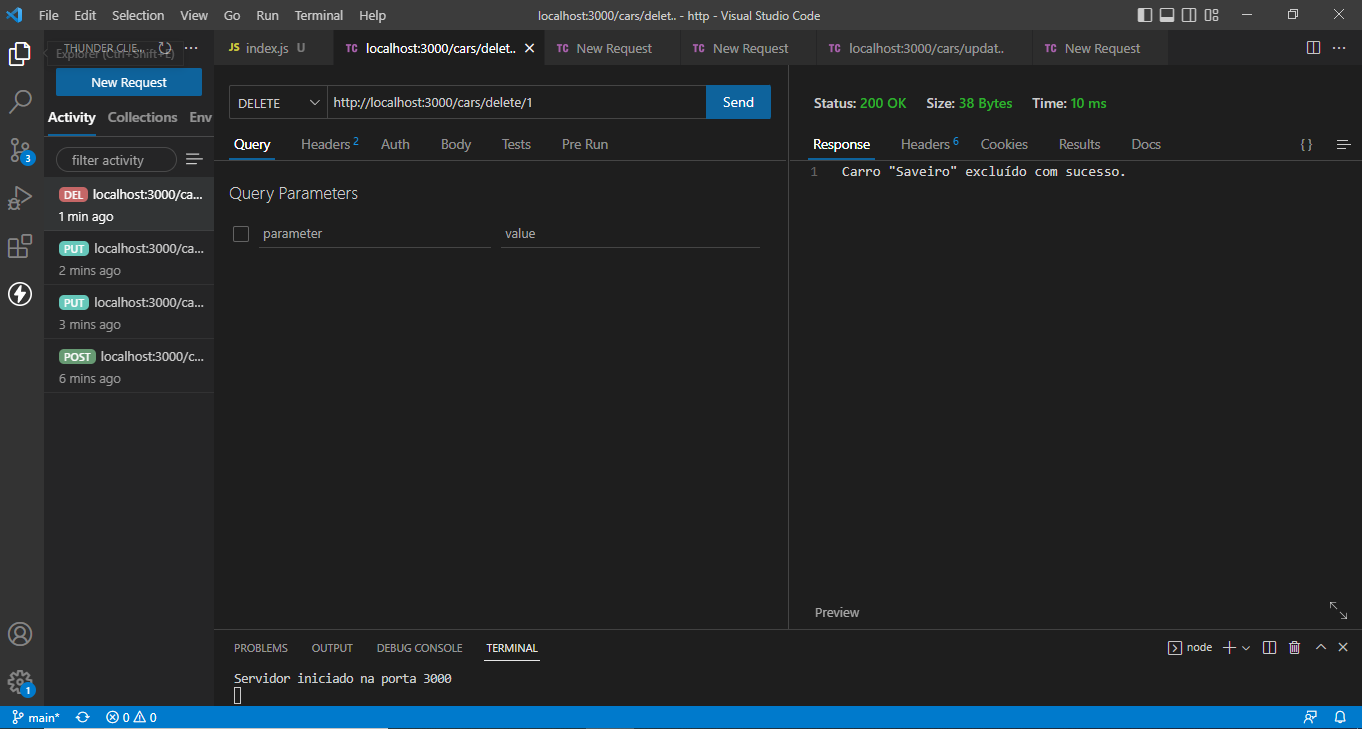 File Edit Selection View Go Run Terminal Help
localhost:3000/cars/delet.. - http - Visual Studio Code
THUNDER CLIE...
Explorer (Ctrl+Shift+E)
New Request
Activity Collections Env
filter activity
DEL localhost:3000/ca...
1 min ago
PUT localhost:3000/ca...
2 mins ago
PUT localhost:3000/ca...
3 mins ago
POST localhost:3000/c...
6 mins ago
3
1
JS index.js U
TC localhost:3000/cars/delet..
TC New Request
TC New Request
TC localhost:3000/cars/updat..
TC New Request
DELETE http://localhost:3000/cars/delete/1 Send
Query Headers 2 Auth Body Tests Pre Run
Query Parameters
parameter value
Status: 200 OK Size: 38 Bytes Time: 10 ms
Response Headers 6 Cookies Results Docs {}
1 Carro "Saveiro" excluído com sucesso.
Preview
PROBLEMS OUTPUT DEBUG CONSOLE TERMINAL
node
Servidor iniciado na porta 3000
main* 0 0